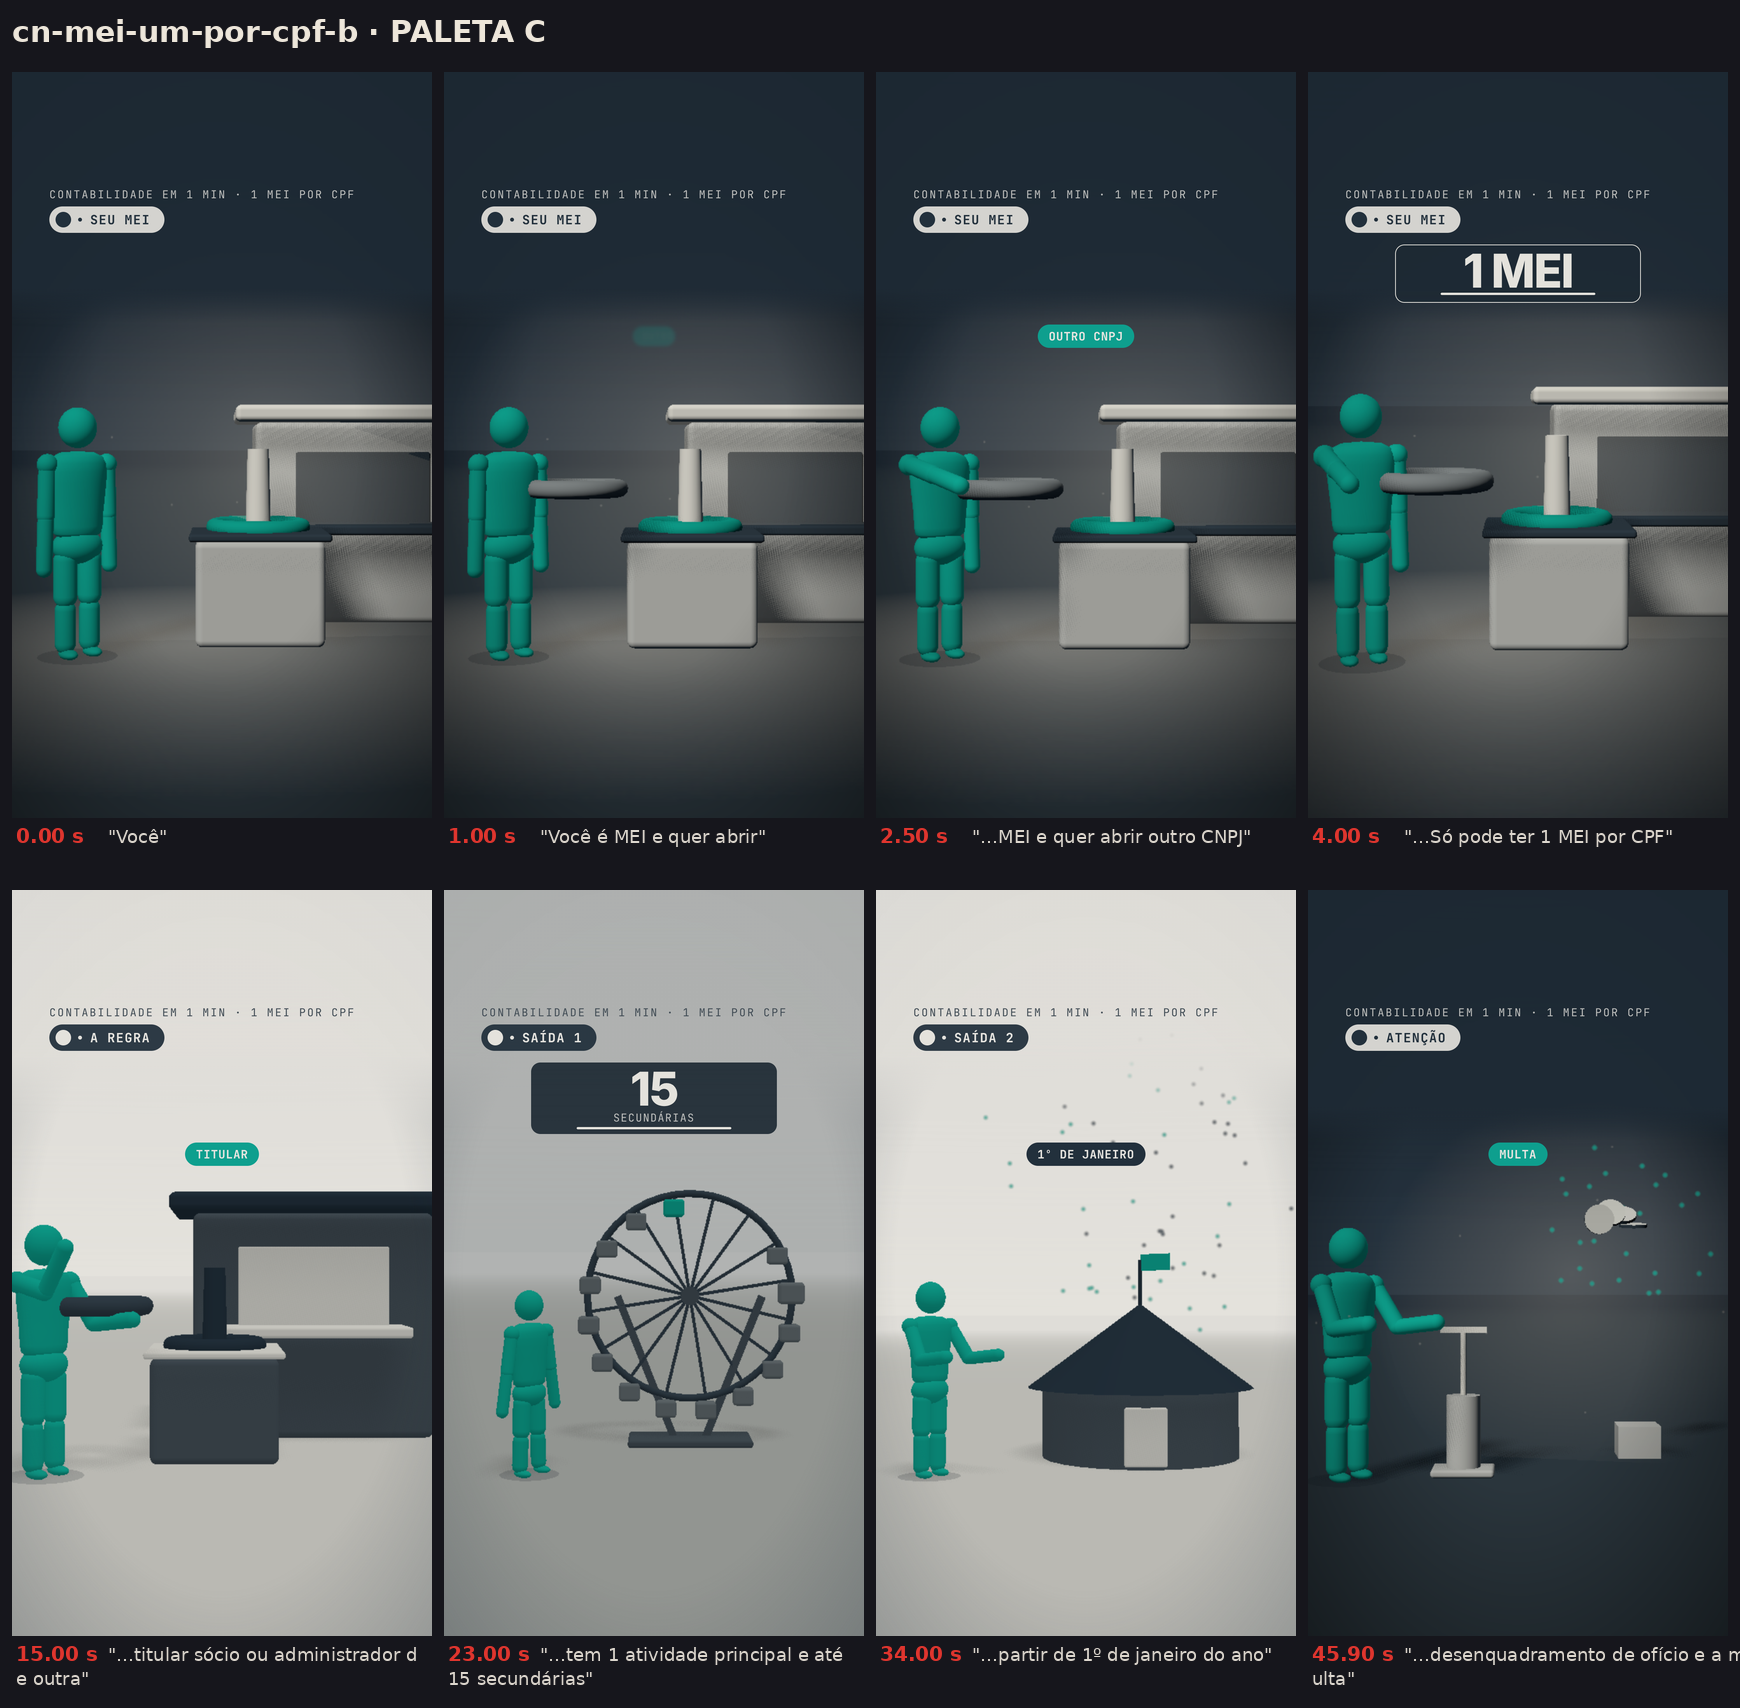 cn-mei-um-por-cpf-b · PALETA C
CONTABILIDADE EM 1 MIN · 1 MEI POR CPF
• SEU MEI
CONTABILIDADE EM 1 MIN · 1 MEI POR CPF
• SEU MEI
CONTABILIDADE EM 1 MIN · 1 MEI POR CPF
• SEU MEI
OUTRO CNPJ
CONTABILIDADE EM 1 MIN · 1 MEI POR CPF
• SEU MEI
1 MEI
0.00 s "Você"
1.00 s "Você é MEI e quer abrir"
2.50 s "...MEI e quer abrir outro CNPJ"
4.00 s "...Só pode ter 1 MEI por CPF"
CONTABILIDADE EM 1 MIN · 1 MEI POR CPF
• A REGRA
TITULAR
CONTABILIDADE EM 1 MIN · 1 MEI POR CPF
• SAÍDA 1
15
SECUNDÁRIAS
CONTABILIDADE EM 1 MIN · 1 MEI POR CPF
• SAÍDA 2
1º DE JANEIRO
CONTABILIDADE EM 1 MIN · 1 MEI POR CPF
• ATENÇÃO
MULTA
15.00 s "...titular sócio ou administrador d
e outra"
23.00 s "...tem 1 atividade principal e até
15 secundárias"
34.00 s "...partir de 1º de janeiro do ano"
45.90 s "...desenquadramento de ofício e a m
ulta"